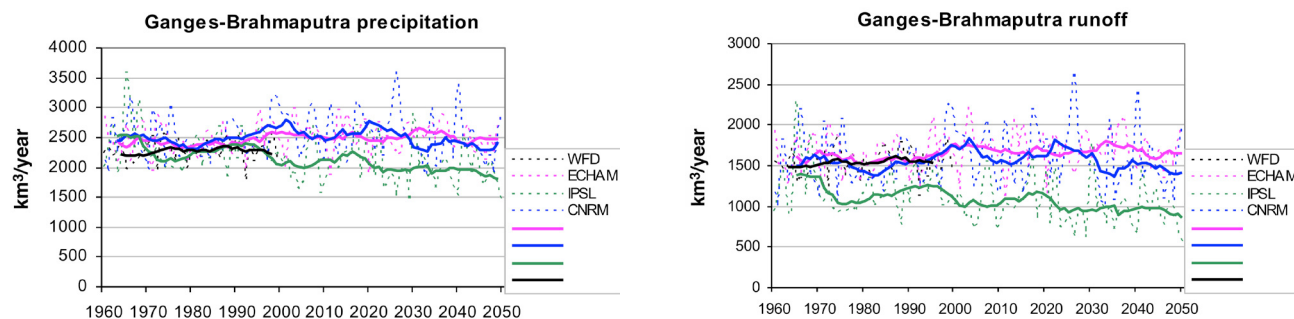 Ganges-Brahmaputra precipitation
4000
3500
3000
2500
2000
1500
1000
500
0
km³/year
1960 1970 1980 1990 2000 2010 2020 2030 2040 2050
WFD
ECHAM
IPSL
CNRM
Ganges-Brahmaputra runoff
3000
2500
2000
1500
1000
500
0
km³/year
1960 1970 1980 1990 2000 2010 2020 2030 2040 2050
WFD
ECHAM
IPSL
CNRM